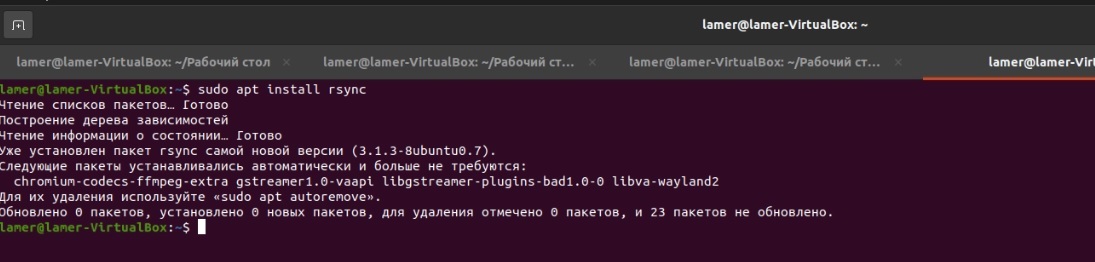 lamer@lamer-VirtualBox: ~
lamer@lamer-VirtualBox: ~/Рабочий стол
lamer@lamer-VirtualBox: ~/Рабочий ст…
lamer@lamer-VirtualBox: ~/Рабочий ст…
lamer@lamer-Virt
lamer@lamer-VirtualBox:~$ sudo apt install rsync
Чтение списков пакетов… Готово
Построение дерева зависимостей
Чтение информации о состоянии… Готово
Уже установлен пакет rsync самой новой версии (3.1.3-8ubuntu0.7).
Следующие пакеты устанавливались автоматически и больше не требуются:
chromium-codecs-ffmpeg-extra gstreamer1.0-vaapi libgstreamer-plugins-bad1.0-0 libva-wayland2
Для их удаления используйте «sudo apt autoremove».
Обновлено 0 пакетов, установлено 0 новых пакетов, для удаления отмечено 0 пакетов, и 23 пакетов не обновлено.
lamer@lamer-VirtualBox:~$